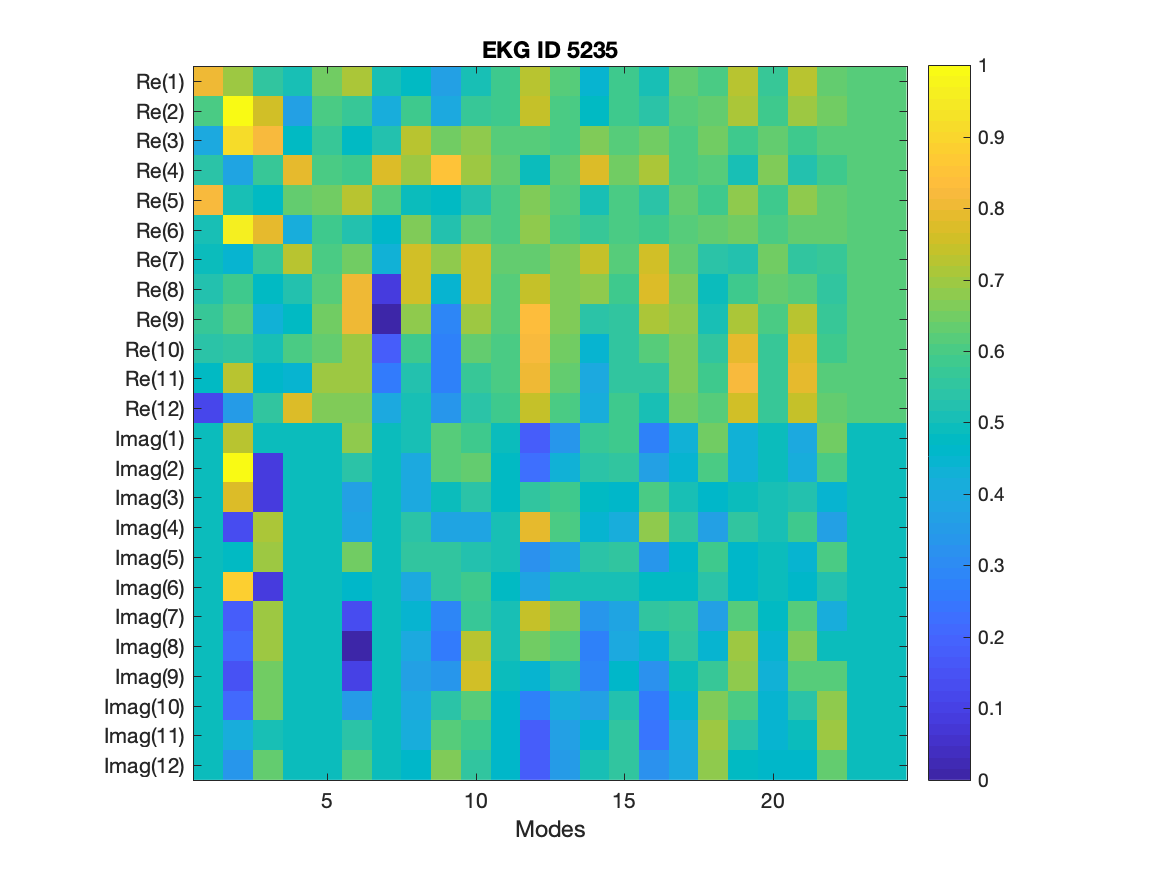 EKG ID 5235
Re(1)
Re(2)
Re(3)
Re(4)
Re(5)
Re(6)
Re(7)
Re(8)
Re(9)
Re(10)
Re(11)
Re(12)
Imag(1)
Imag(2)
Imag(3)
Imag(4)
Imag(5)
Imag(6)
Imag(7)
Imag(8)
Imag(9)
Imag(10)
Imag(11)
Imag(12)
5 10 15 20
Modes
1
0.9
0.8
0.7
0.6
0.5
0.4
0.3
0.2
0.1
0